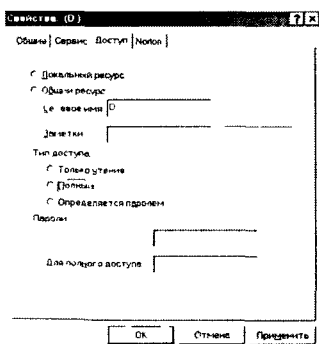 Свойства: (D:)
Общие Сервис Доступ Norton
Локальный ресурс
Общий ресурс
Сетевое имя D
Заметки
Тип доступа
Только чтение
Полный
Определяется паролем
Пароли
Для полного доступа
ОК Отмена Применить